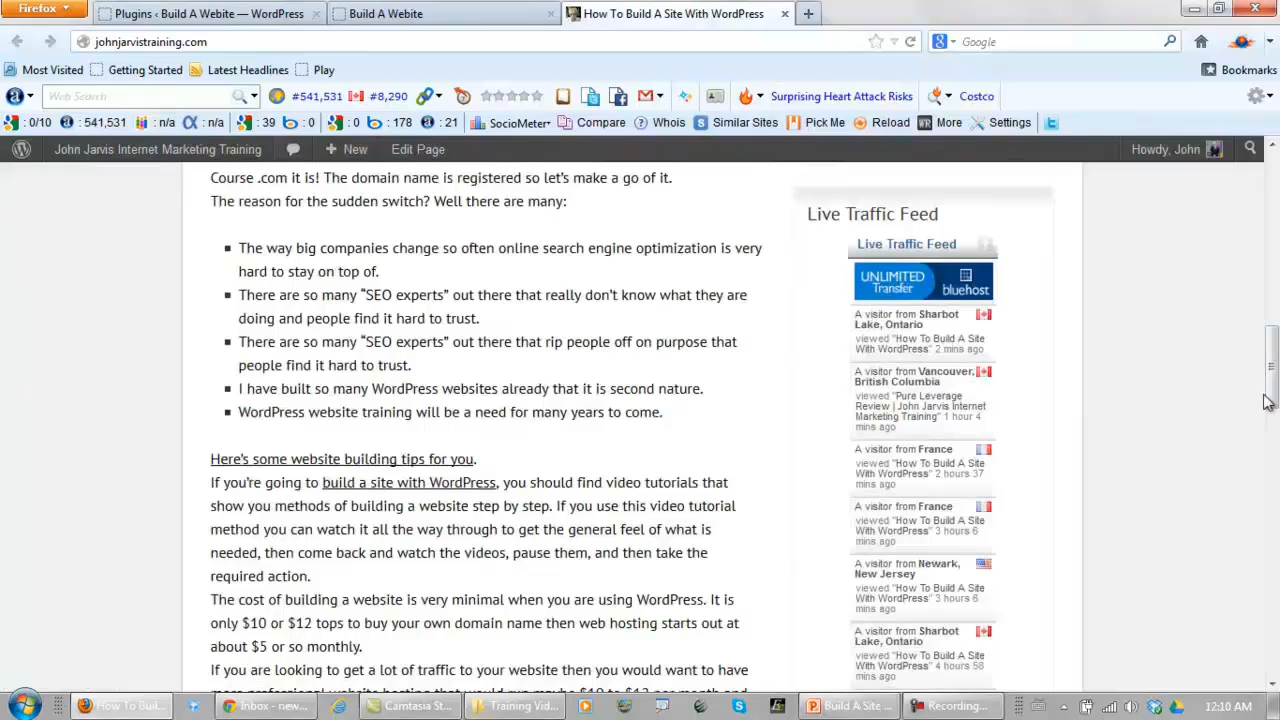 Firefox
Plugins ‹ Build A Webite — WordPress
Build A Webite
How To Build A Site With WordPress
johnjarvistraining.com
Google
Most Visited
Getting Started
Latest Headlines
Play
Bookmarks
Web Search
#541,531
#8,290
Surprising Heart Attack Risks
Costco
: 0/10
: 541,531
: n/a
: n/a
: 39
: 0
: 0
: 178
: 21
SocioMeter
Compare
Whois
Similar Sites
Pick Me
Reload
More
Settings
John Jarvis Internet Marketing Training
New
Edit Page
Howdy, John
Course .com it is! The domain name is registered so let's make a go of it.
The reason for the sudden switch? Well there are many:
The way big companies change so often online search engine optimization is very
hard to stay on top of.
There are so many “SEO experts” out there that really don't know what they are
doing and people find it hard to trust.
There are so many “SEO experts” out there that rip people off on purpose that
people find it hard to trust.
I have built so many WordPress websites already that it is second nature.
WordPress website training will be a need for many years to come.
Here's some website building tips for you.
If you're going to build a site with WordPress, you should find video tutorials that
show you methods of building a website step by step. If you use this video tutorial
method you can watch it all the way through to get the general feel of what is
needed, then come back and watch the videos, pause them, and then take the
required action.
The cost of building a website is very minimal when you are using WordPress. It is
only $10 or $12 tops to buy your own domain name then web hosting starts out at
about $5 or so monthly.
If you are looking to get a lot of traffic to your website then you would want to have
Live Traffic Feed
Live Traffic Feed
UNLIMITED
Transfer
bluehost
A visitor from Sharbot
Lake, Ontario
viewed "How To Build A Site
With WordPress" 2 mins ago
A visitor from Vancouver,
British Columbia
viewed "Pure Leverage
Review | John Jarvis Internet
Marketing Training" 1 hour 4
mins ago
A visitor from France
viewed "How To Build A Site
With WordPress" 2 hours 37
mins ago
A visitor from France
viewed "How To Build A Site
With WordPress" 3 hours 6
mins ago
A visitor from Newark,
New Jersey
viewed "How To Build A Site
With WordPress" 3 hours 6
mins ago
A visitor from Sharbot
Lake, Ontario
viewed "How To Build A Site
With WordPress" 4 hours 58
mins ago
How To Buil...
Inbox - new...
Camtasia St...
Training Vid...
Build A Site ...
Recording...
12:10 AM